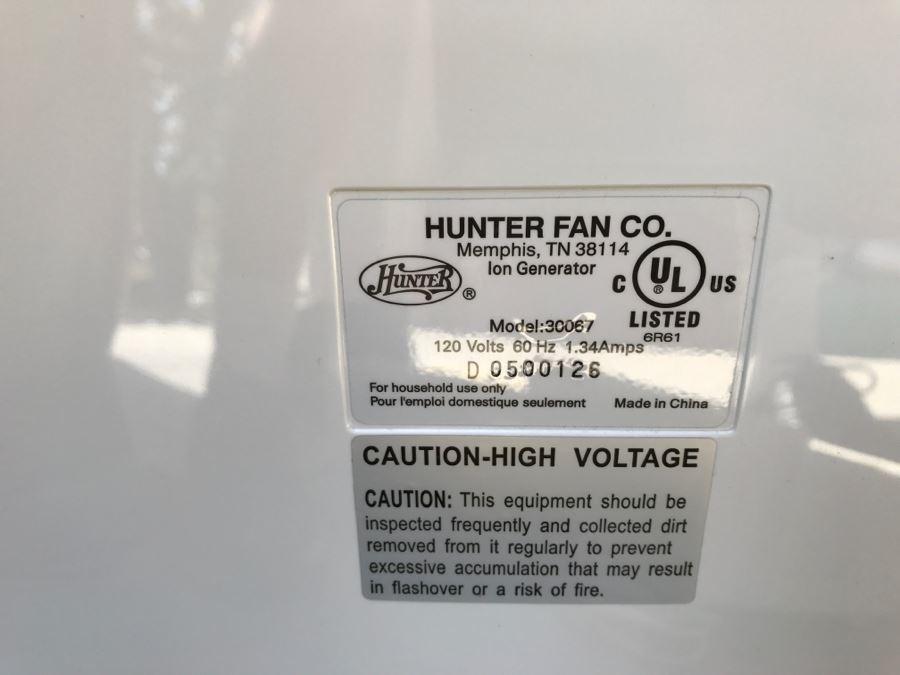 HUNTER FAN CO.
Memphis, TN 38114
Ion Generator
HUNTER ®
C UL ® US
LISTED
6R61
Model:30067
120 Volts 60 Hz 1.34Amps
D 0500126
For household use only
Pour l'emploi domestique seulement Made in China
CAUTION-HIGH VOLTAGE
CAUTION: This equipment should be
inspected frequently and collected dirt
removed from it regularly to prevent
excessive accumulation that may result
in flashover or a risk of fire.